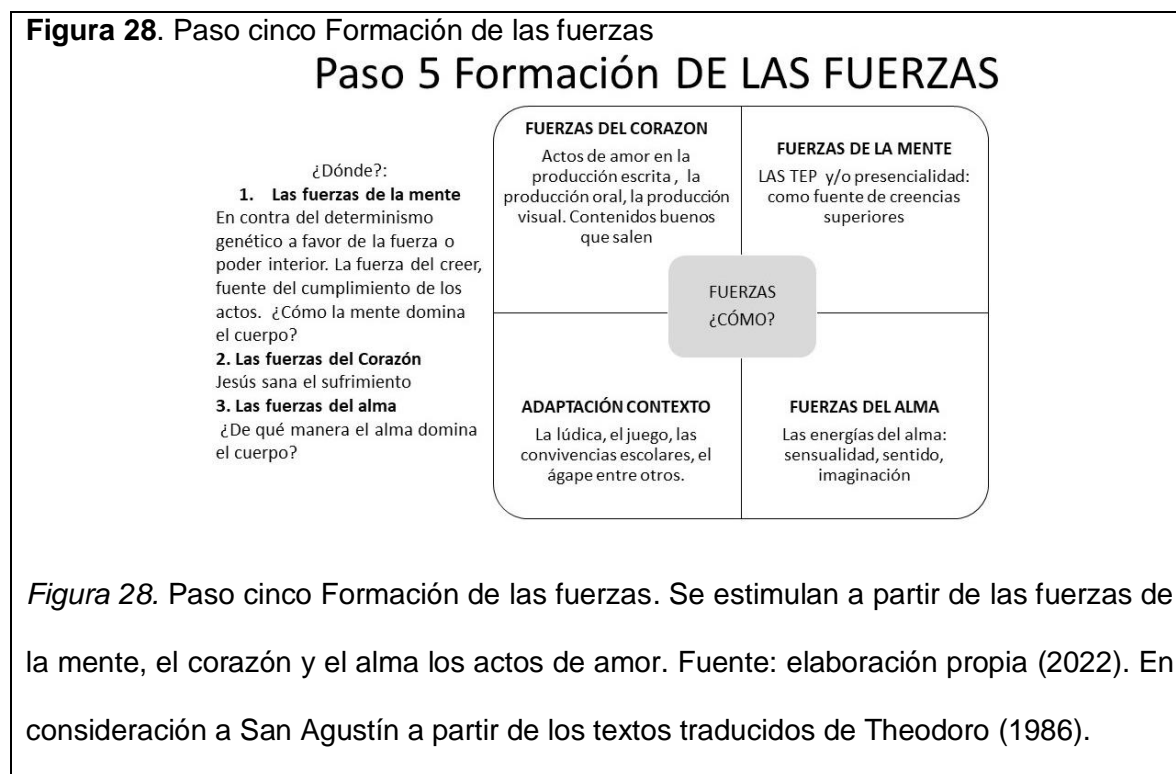 Figura 28. Paso cinco Formación de las fuerzas
Paso 5 Formación DE LAS FUERZAS
¿Dónde?:
1. Las fuerzas de la mente
En contra del determinismo
genético a favor de la fuerza o
poder interior. La fuerza del creer,
fuente del cumplimiento de los
actos. ¿Cómo la mente domina
el cuerpo?
2. Las fuerzas del Corazón
Jesús sana el sufrimiento
3. Las fuerzas del alma
¿De qué manera el alma domina
el cuerpo?
FUERZAS DEL CORAZON
Actos de amor en la
producción escita , la
producción oral, la producción
visual. Contenidos buenos
que salen
FUERZAS DE LA MENTE
LAS TEP y/o presencialidad:
como fuente de creencias
superiores
FUERZAS
¿CÓMO?
ADAPTACIÓN CONTEXTO
La lúdica, el juego, las
convivencias escolares, el
ágape entre otros.
FUERZAS DEL ALMA
Las energías del alma:
sensualidad, sentido,
imaginación
Figura 28. Paso cinco Formación de las fuerzas. Se estimulan a partir de las fuerzas de
la mente, el corazón y el alma los actos de amor. Fuente: elaboración propia (2022). En
consideración a San Agustín a partir de los textos traducidos de Theodoro (1986).